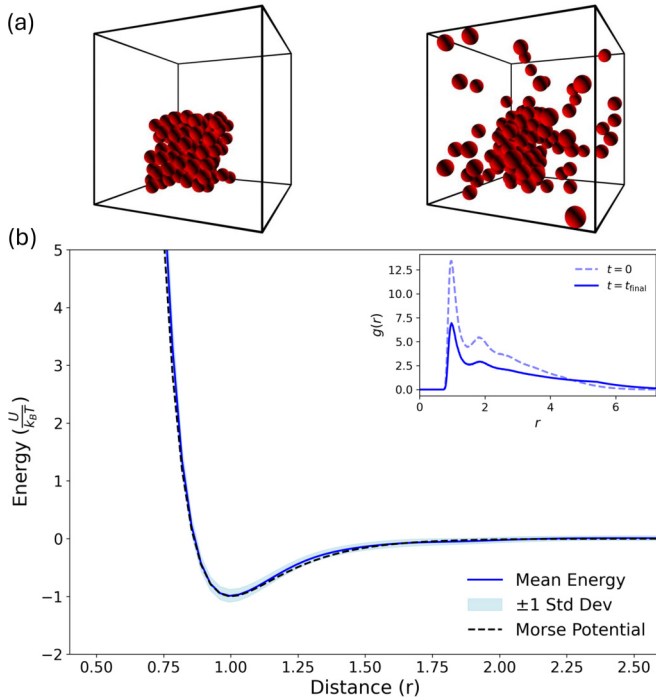 (a)
(b)
5
4
3
2
1
0
−1
−2
Energy (U/k_BT)
0.50 0.75 1.00 1.25 1.50 1.75 2.00 2.25 2.50
Distance (r)
Mean Energy
±1 Std Dev
Morse Potential
12.5
10.0
7.5
5.0
2.5
0.0
g(r)
0 2 4 6
r
t = 0
t = t_final